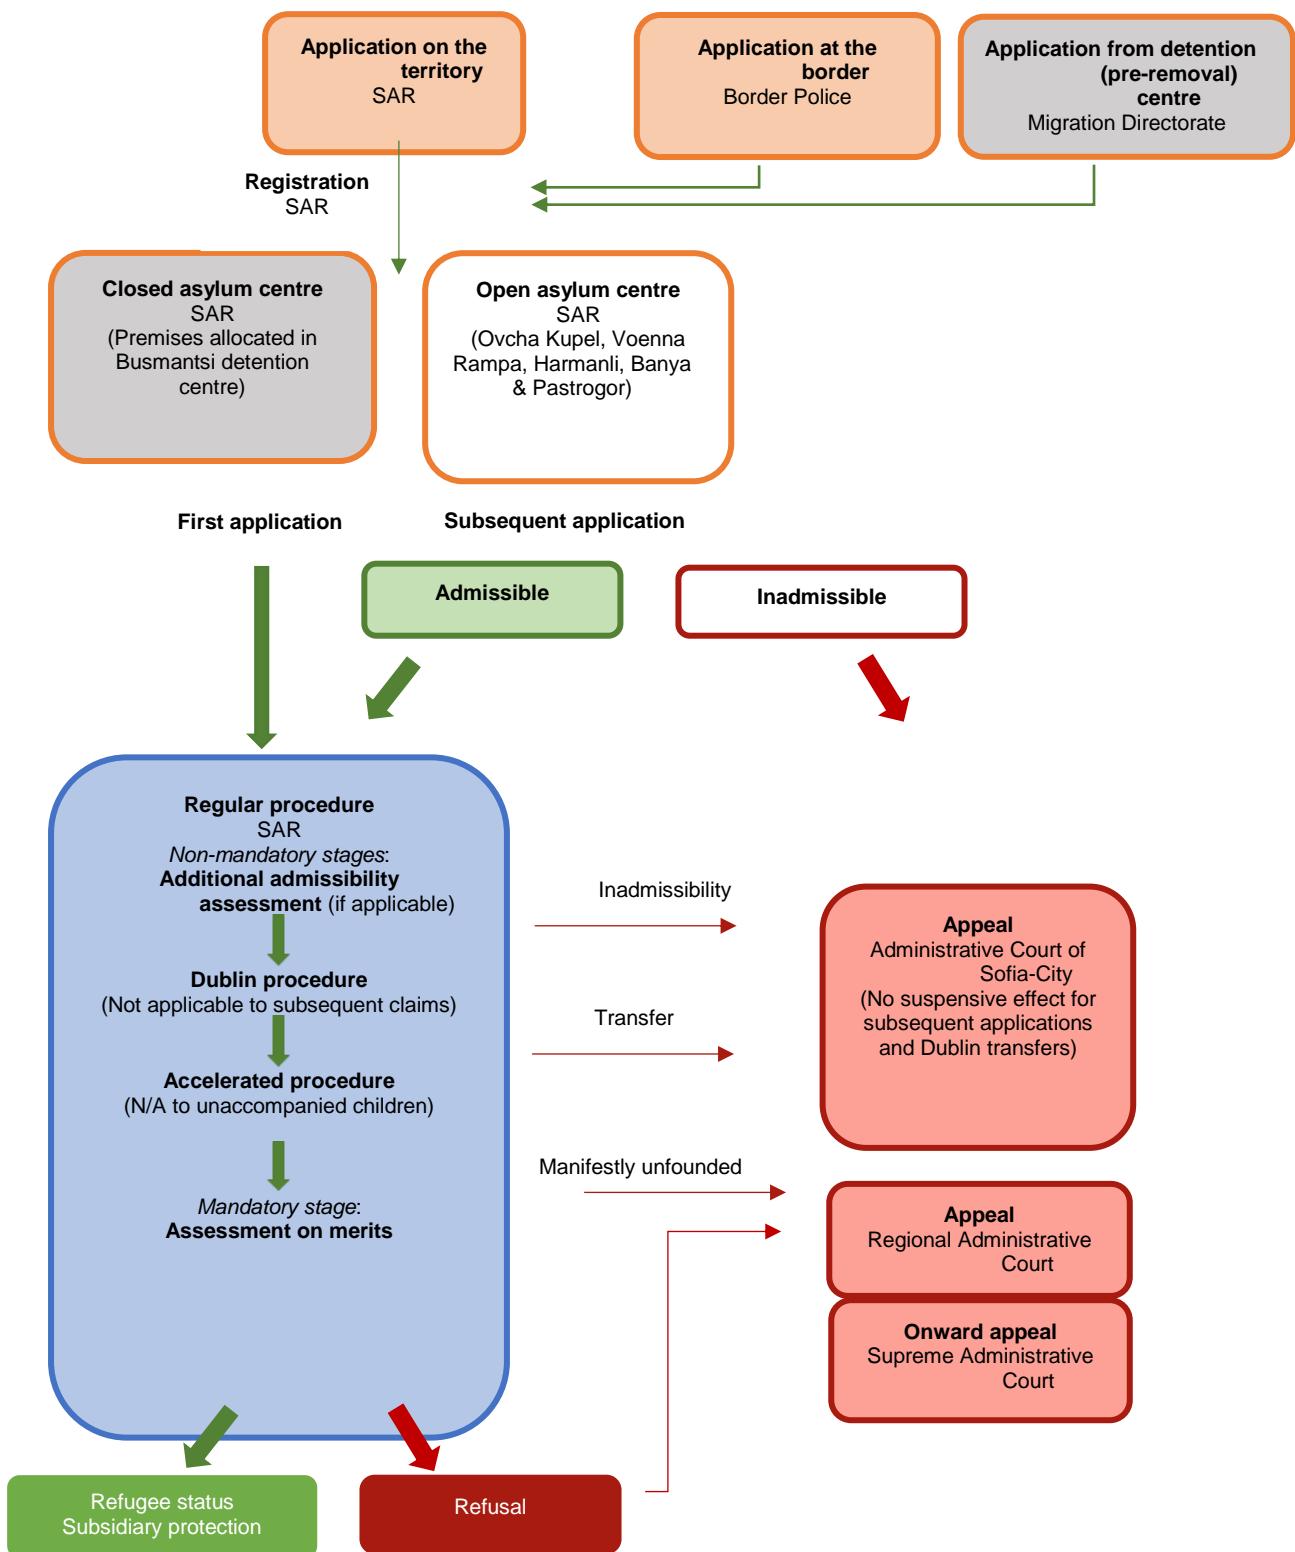 Application on the
territory
SAR
Application at the
border
Border Police
Application from detention
(pre-removal)
centre
Migration Directorate
Registration
SAR
Closed asylum centre
SAR
(Premises allocated in
Busmantsi detention
centre)
Open asylum centre
SAR
(Ovcha Kupel, Voenna
Rampa, Harmanli, Banya
& Pastrogor)
First application
Subsequent application
Admissible
Inadmissible
Regular procedure
SAR
Non-mandatory stages:
Additional admissibility
assessment (if applicable)
Dublin procedure
(Not applicable to subsequent claims)
Accelerated procedure
(N/A to unaccompanied children)
Mandatory stage:
Assessment on merits
Inadmissibility
Transfer
Manifestly unfounded
Appeal
Administrative Court of
Sofia-City
(No suspensive effect for
subsequent applications
and Dublin transfers)
Appeal
Regional Administrative
Court
Onward appeal
Supreme Administrative
Court
Refugee status
Subsidiary protection
Refusal